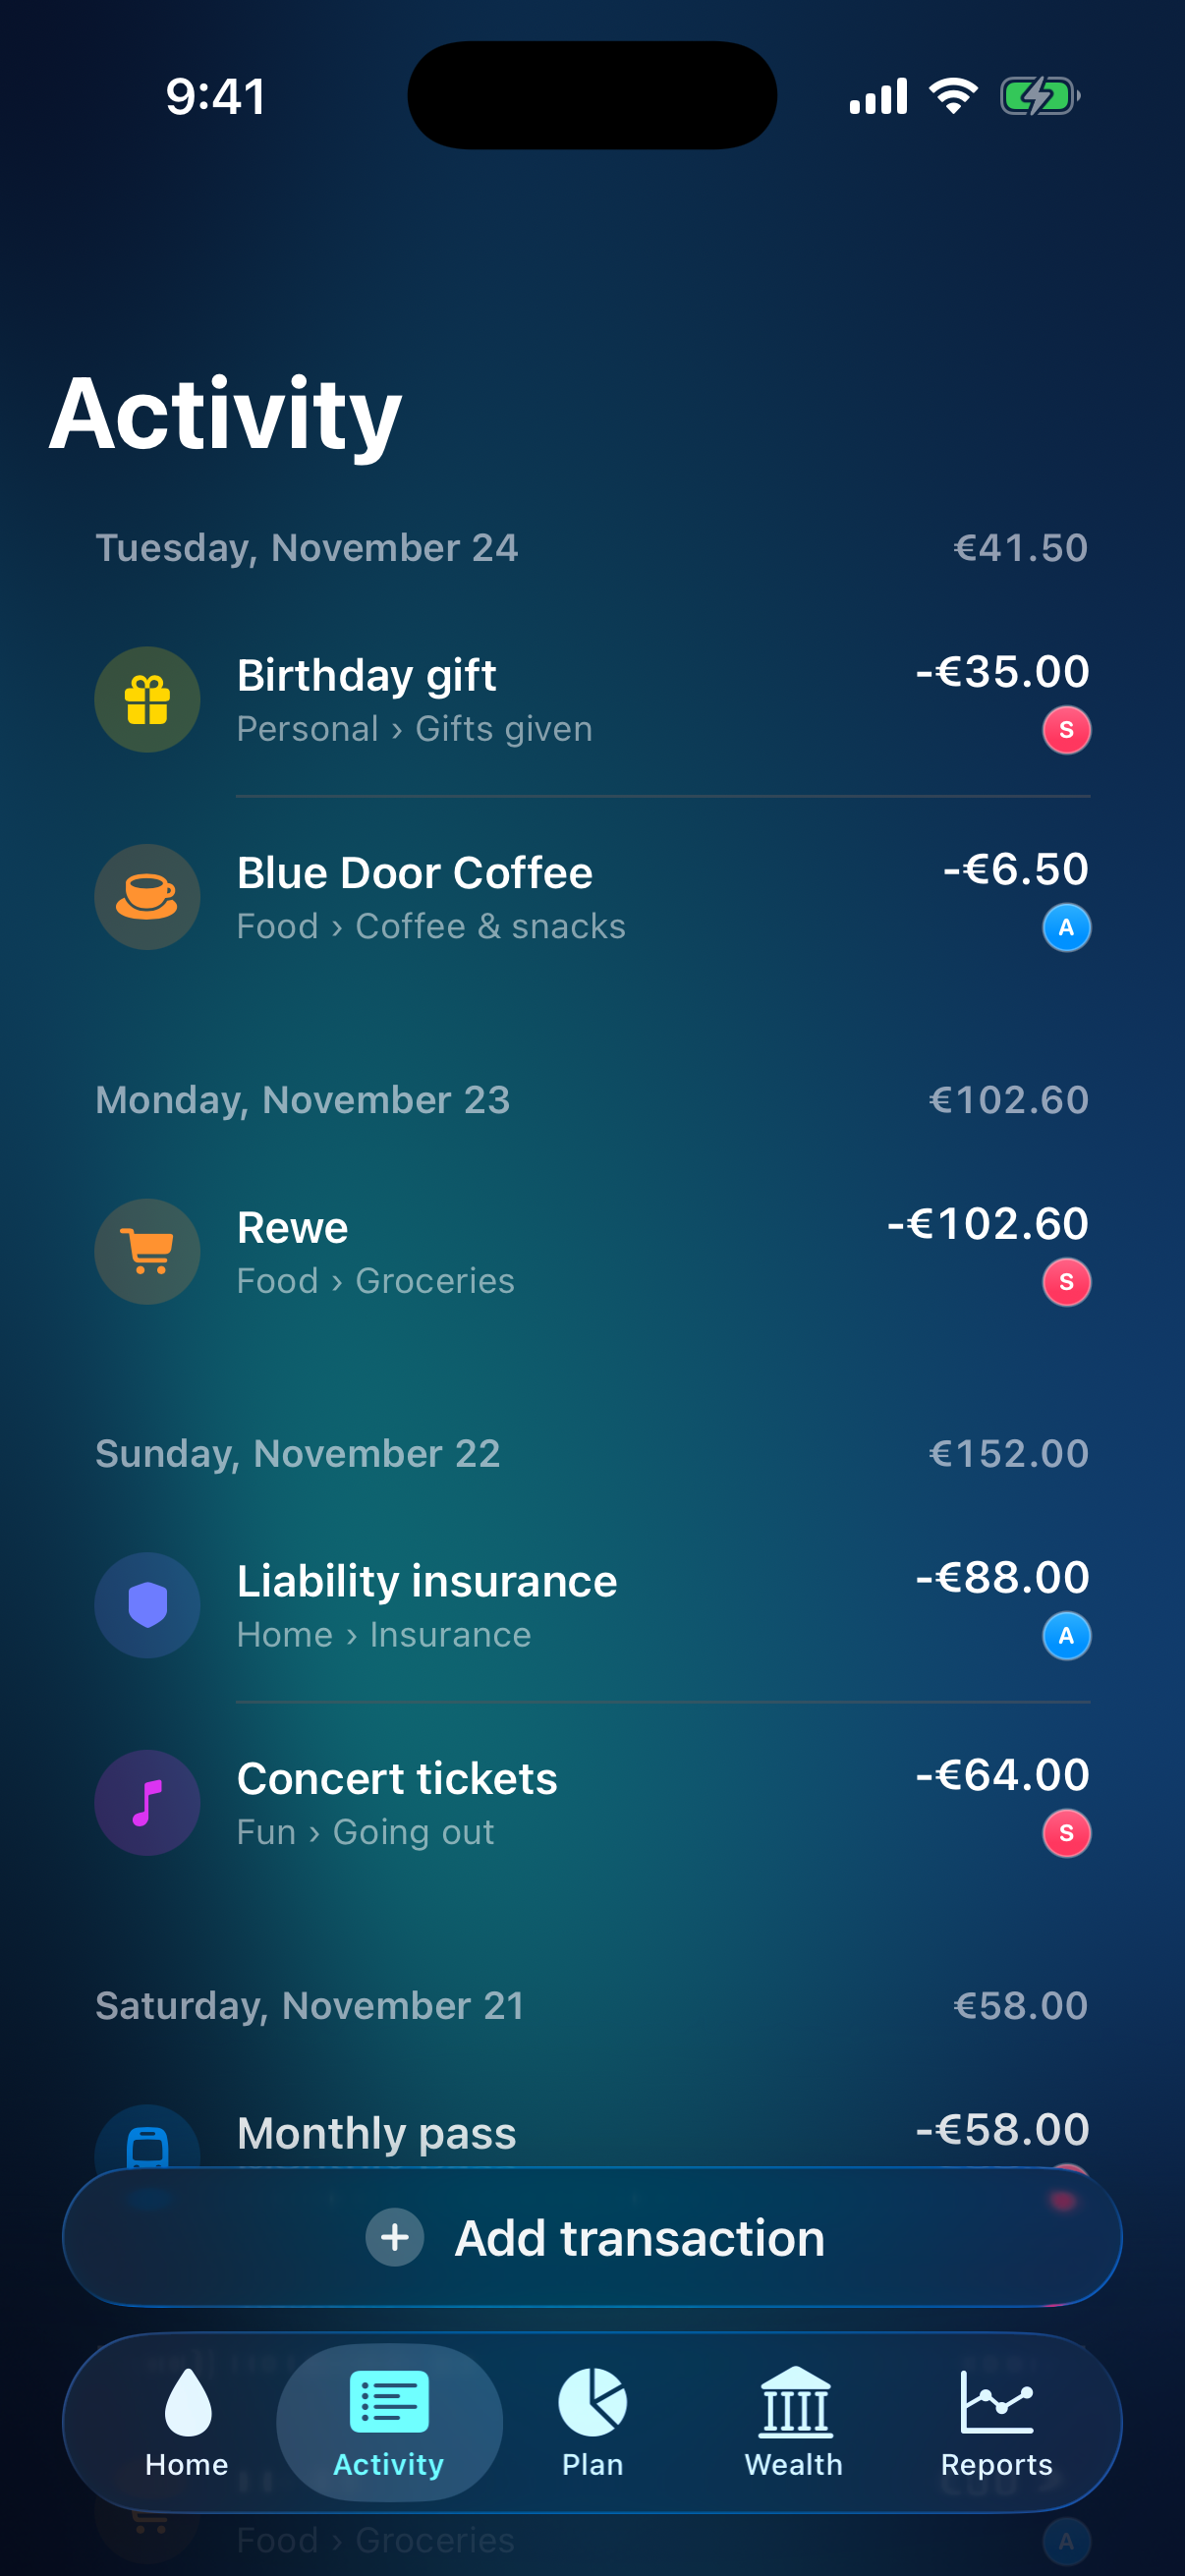 9:41
Activity
Tuesday, November 24 €41.50
Birthday gift -€35.00
Personal › Gifts given S
Blue Door Coffee -€6.50
Food › Coffee & snacks A
Monday, November 23 €102.60
Rewe -€102.60
Food › Groceries S
Sunday, November 22 €152.00
Liability insurance -€88.00
Home › Insurance A
Concert tickets -€64.00
Fun › Going out S
Saturday, November 21 €58.00
Monthly pass -€58.00
Add transaction
Home Activity Plan Wealth Reports
Food › Groceries A